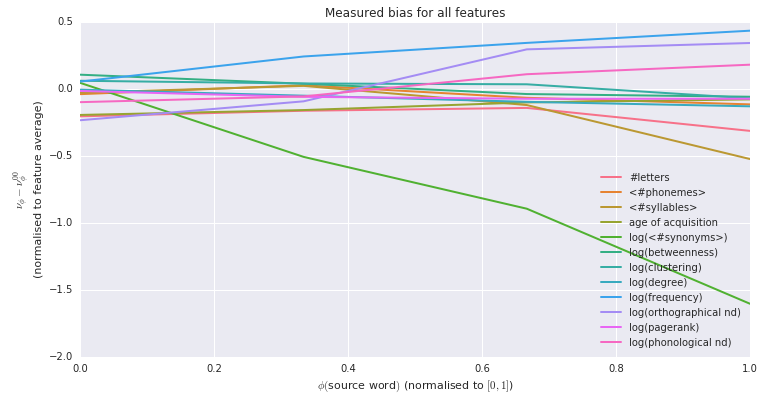 Measured bias for all features
0.5
0.0
−0.5
−1.0
−1.5
−2.0
νϕ − νϕ^00
(normalised to feature average)
#letters
<#phonemes>
<#syllables>
age of acquisition
log(<#synonyms>)
log(betweenness)
log(clustering)
log(degree)
log(frequency)
log(orthographical nd)
log(pagerank)
log(phonological nd)
0.0 0.2 0.4 0.6 0.8 1.0
ϕ(source word) (normalised to [0, 1])